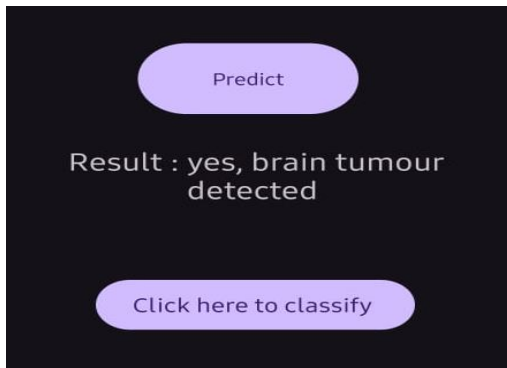 Predict
Result : yes, brain tumour
detected
Click here to classify